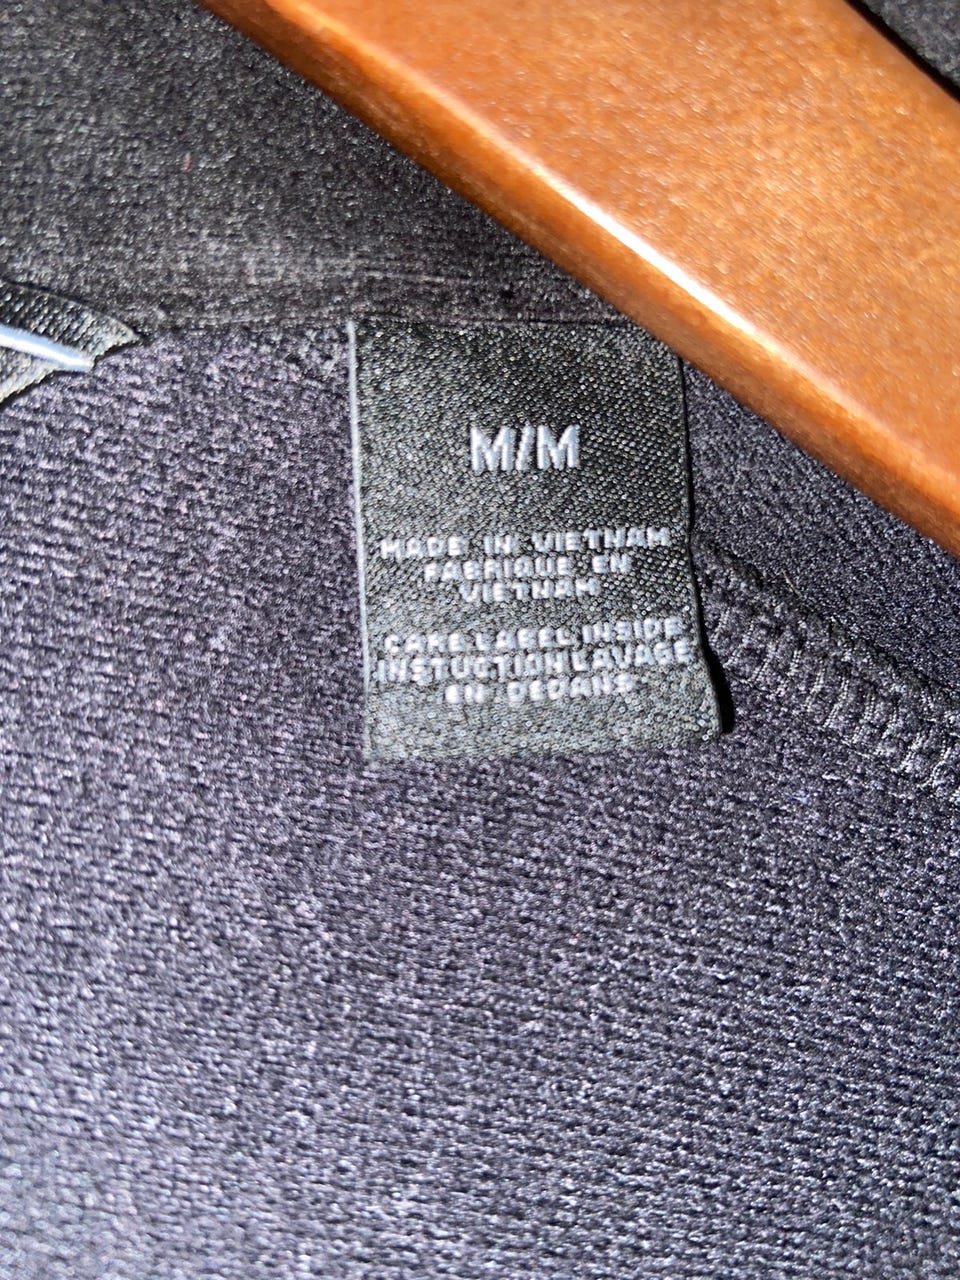 M/M
MADE IN VIETNAM
FABRIQUE EN
VIETNAM
CARE LABEL INSIDE
INSTUCTION LAVAGE
EN DEDANS